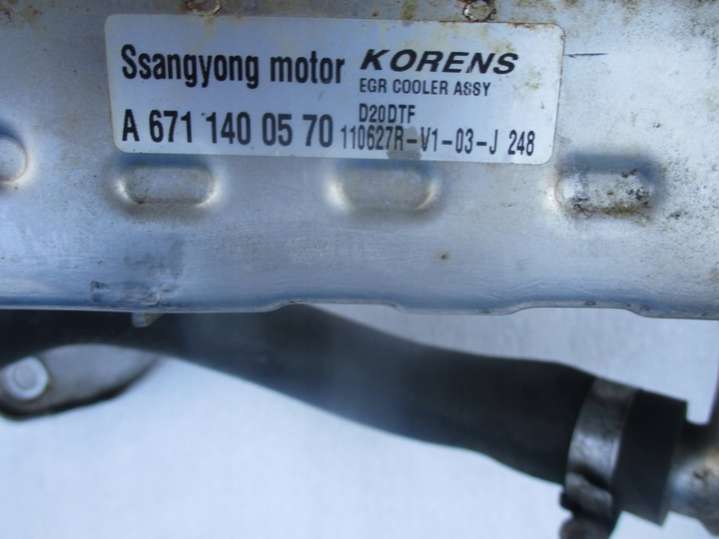 Ssangyong motor KORENS
EGR COOLER ASSY
D20DTF
A 671 140 05 70 110627R-V1-03-J 248